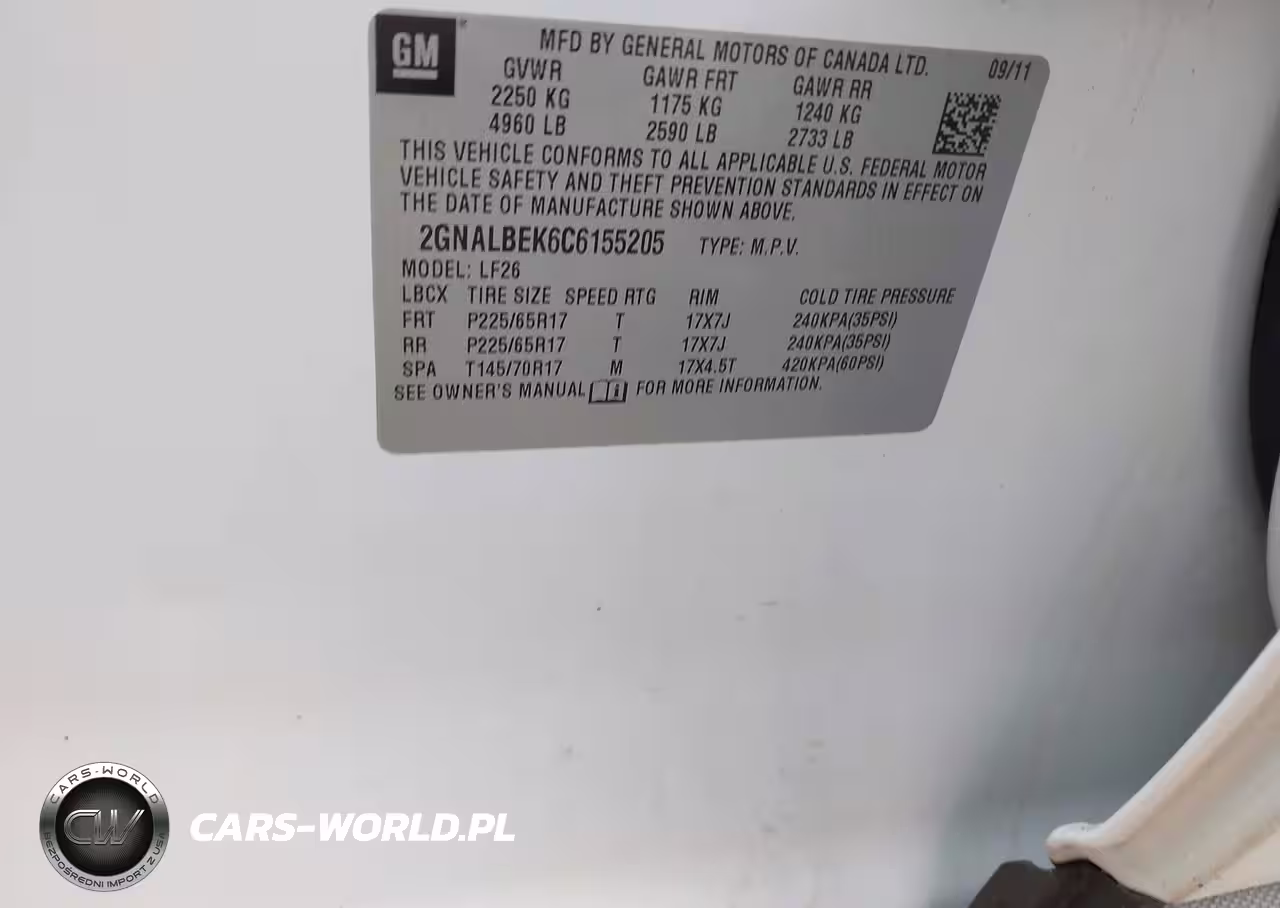 GM
MFD BY GENERAL MOTORS OF CANADA LTD. 09/11
GVWR GAWR FRT GAWR RR
2250 KG 1175 KG 1240 KG
4960 LB 2590 LB 2733 LB
THIS VEHICLE CONFORMS TO ALL APPLICABLE U.S. FEDERAL MOTOR
VEHICLE SAFETY AND THEFT PREVENTION STANDARDS IN EFFECT ON
THE DATE OF MANUFACTURE SHOWN ABOVE.
2GNALBEK6C6155205 TYPE: M.P.V.
MODEL: LF26
LBCX TIRE SIZE SPEED RTG RIM COLD TIRE PRESSURE
FRT P225/65R17 T 17X7J 240KPA(35PSI)
RR P225/65R17 T 17X7J 240KPA(35PSI)
SPA T145/70R17 M 17X4.5T 420KPA(60PSI)
SEE OWNER'S MANUAL i FOR MORE INFORMATION.
CARS-WORLD
CW
BEZPOŚREDNI IMPORT Z USA
CARS-WORLD.PL